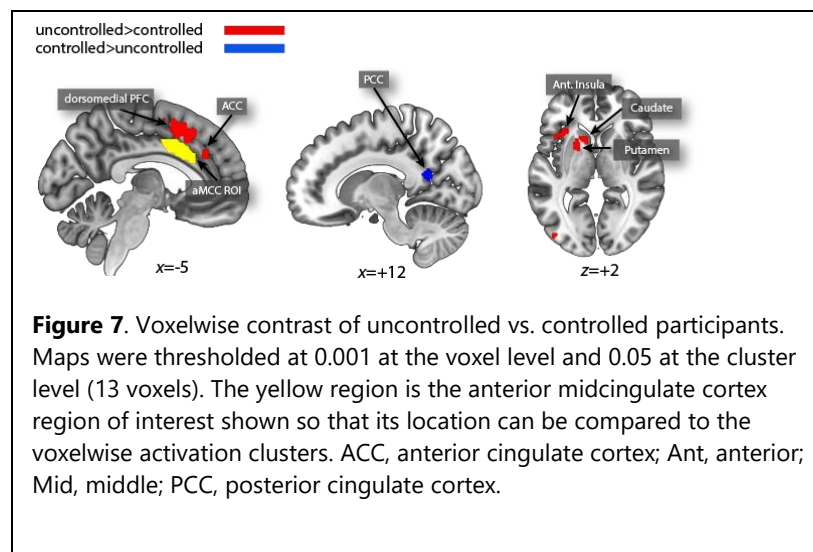 uncontrolled>controlled
controlled>uncontrolled
dorsomedial PFC
ACC
aMCC ROI
x=-5
PCC
x=+12
Ant. Insula
Caudate
Putamen
z=+2
Figure 7. Voxelwise contrast of uncontrolled vs. controlled participants.
Maps were thresholded at 0.001 at the voxel level and 0.05 at the cluster
level (13 voxels). The yellow region is the anterior midcingulate cortex
region of interest shown so that its location can be compared to the
voxelwise activation clusters. ACC, anterior cingulate cortex; Ant, anterior;
Mid, middle; PCC, posterior cingulate cortex.